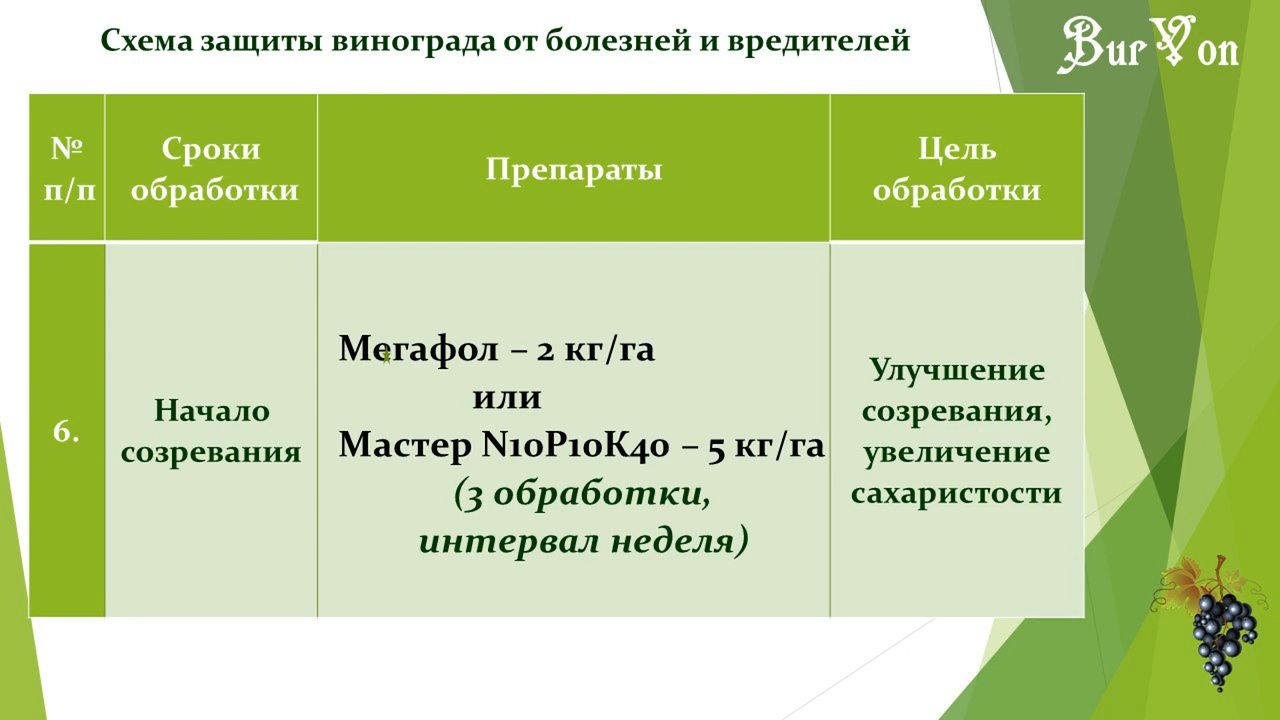 Схема защиты винограда от болезней и вредителей
BurVon
№
п/п
Сроки
обработки
Препараты
Цель
обработки
6.
Начало
созревания
Мегафол – 2 кг/га
или
Мастер N10P10K40 – 5 кг/га
(3 обработки,
интервал неделя)
Улучшение
созревания,
увеличение
сахаристости